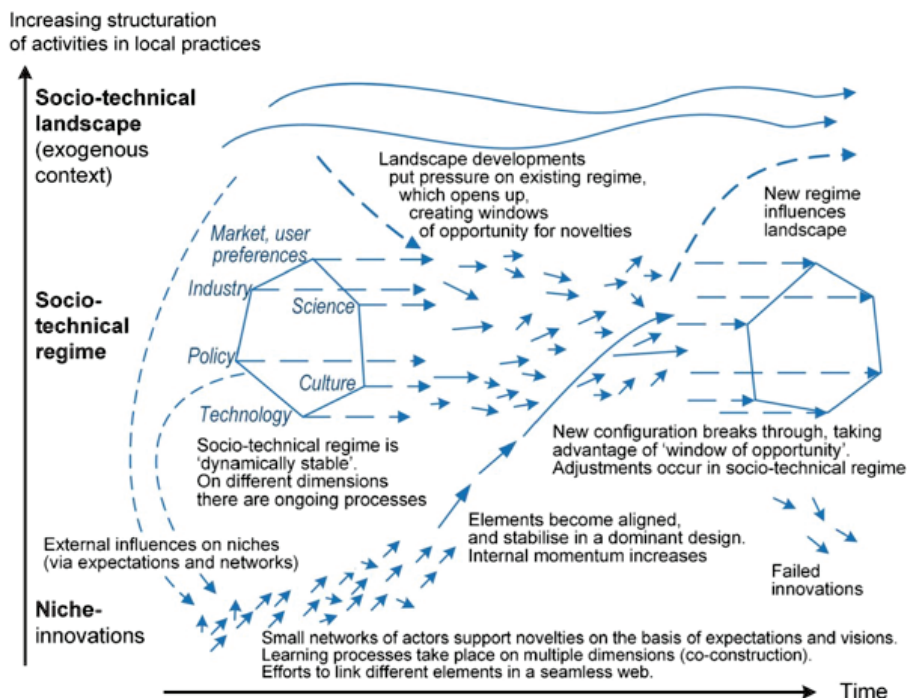 Increasing structuration
of activities in local practices
Socio-technical
landscape
(exogenous
context)
Landscape developments
put pressure on existing regime,
which opens up,
creating windows
of opportunity for novelties
New regime
influences
landscape
Market, user
preferences
Industry
Science
Socio-
technical
regime
Policy
Culture
Technology
Socio-technical regime is
‘dynamically stable’.
On different dimensions
there are ongoing processes
New configuration breaks through, taking
advantage of ‘window of opportunity’.
Adjustments occur in socio-technical regime
Elements become aligned,
and stabilise in a dominant design.
Internal momentum increases
External influences on niches
(via expectations and networks)
Failed
innovations
Niche-
innovations
Small networks of actors support novelties on the basis of expectations and visions.
Learning processes take place on multiple dimensions (co-construction).
Efforts to link different elements in a seamless web.
Time